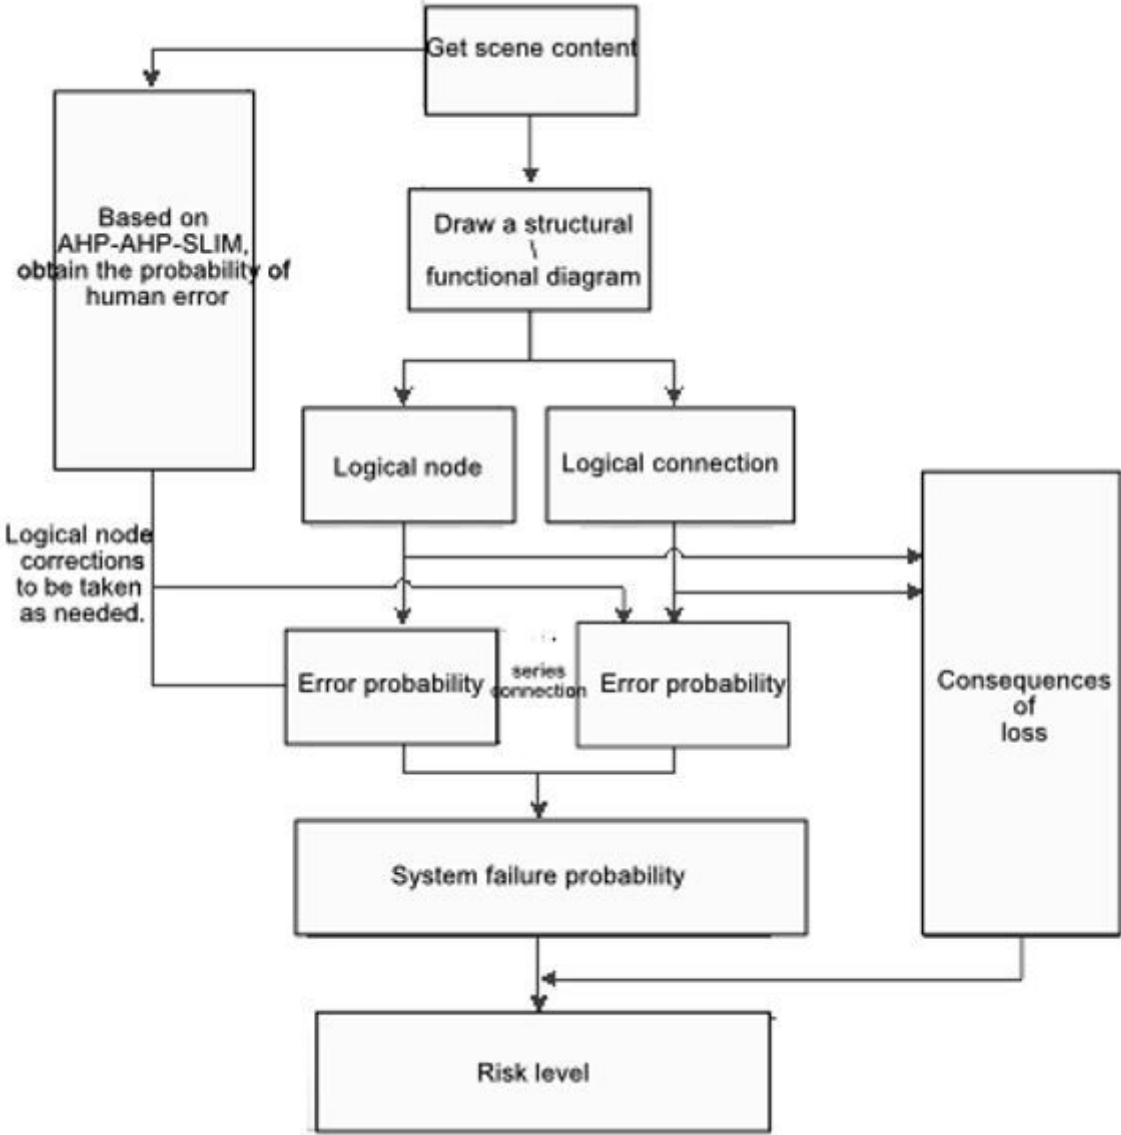 Get scene content
Based on
AHP-AHP-SLIM,
obtain the probability of
human error
Draw a structural
\
functional diagram
Logical node
Logical connection
Logical node
corrections
to be taken
as needed.
Error probability
series
connection
Error probability
Consequences
of
loss
System failure probability
Risk level